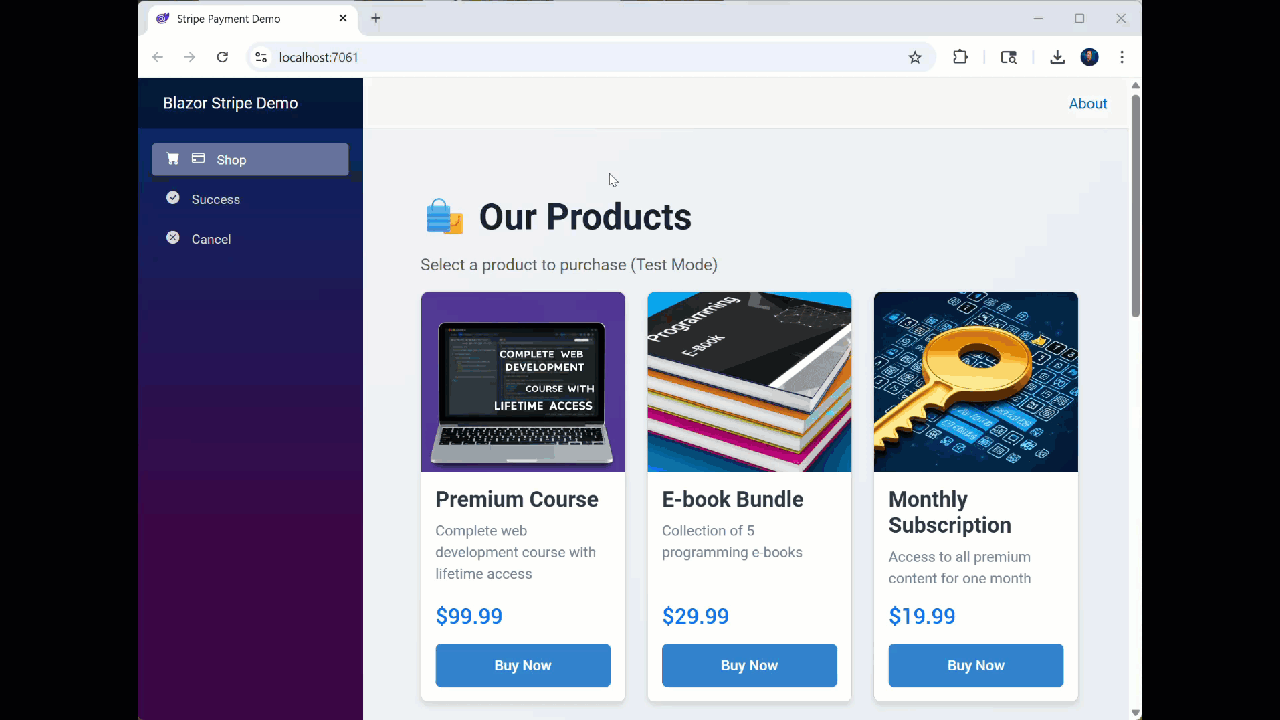 Stripe Payment Demo
localhost:7061
Blazor Stripe Demo
About
Shop
Success
Cancel
Our Products
Select a product to purchase (Test Mode)
COMPLETE WEB
DEVELOPMENT
COURSE WITH
LIFETIME ACCESS
Programming
E-Book
Premium Course
Complete web
development course with
lifetime access
$99.99
Buy Now
E-book Bundle
Collection of 5
programming e-books
$29.99
Buy Now
Monthly
Subscription
Access to all premium
content for one month
$19.99
Buy Now